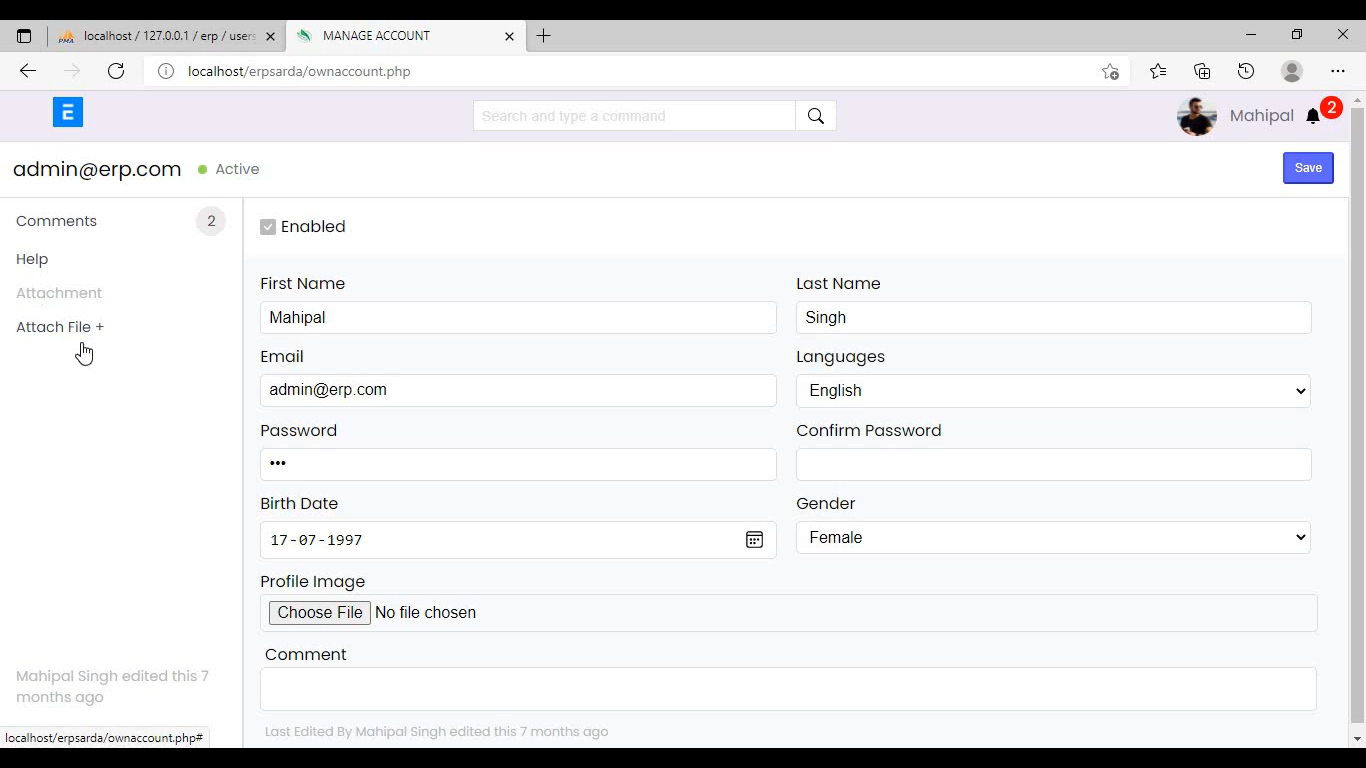 localhost / 127.0.0.1 / erp / users
MANAGE ACCOUNT
localhost/erpsarda/ownaccount.php
E
Search and type a command
Mahipal
2
admin@erp.com
Active
Save
Comments
2
Help
Attachment
Attach File +
Enabled
First Name
Last Name
Mahipal
Singh
Email
Languages
admin@erp.com
English
Password
Confirm Password
•••
Birth Date
Gender
17-07-1997
Female
Profile Image
Choose File No file chosen
Comment
Last Edited By Mahipal Singh edited this 7 months ago
Mahipal Singh edited this 7
months ago
localhost/erpsarda/ownaccount.php#
PMA